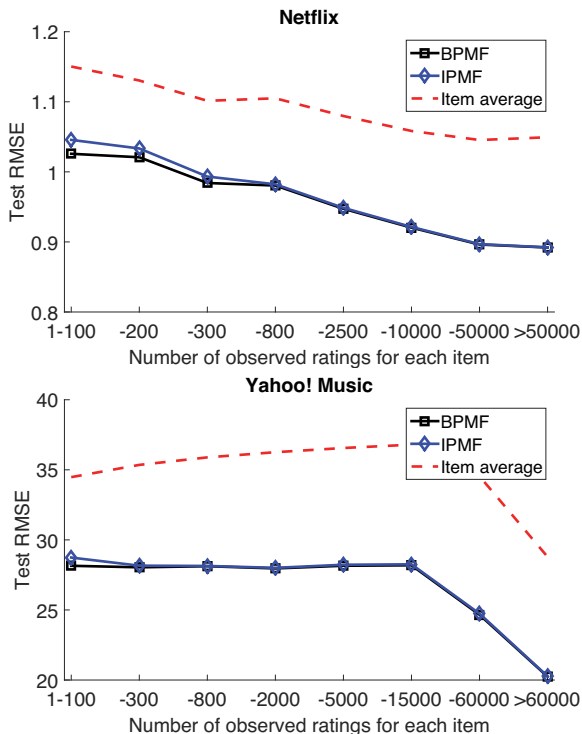 Netflix
1.2
1.1
1
0.9
0.8
Test RMSE
BPMF
IPMF
Item average
1-100 -200 -300 -800 -2500 -10000 -50000 >50000
Number of observed ratings for each item
Yahoo! Music
40
35
30
25
20
Test RMSE
BPMF
IPMF
Item average
1-100 -300 -800 -2000 -5000 -15000 -60000 >60000
Number of observed ratings for each item